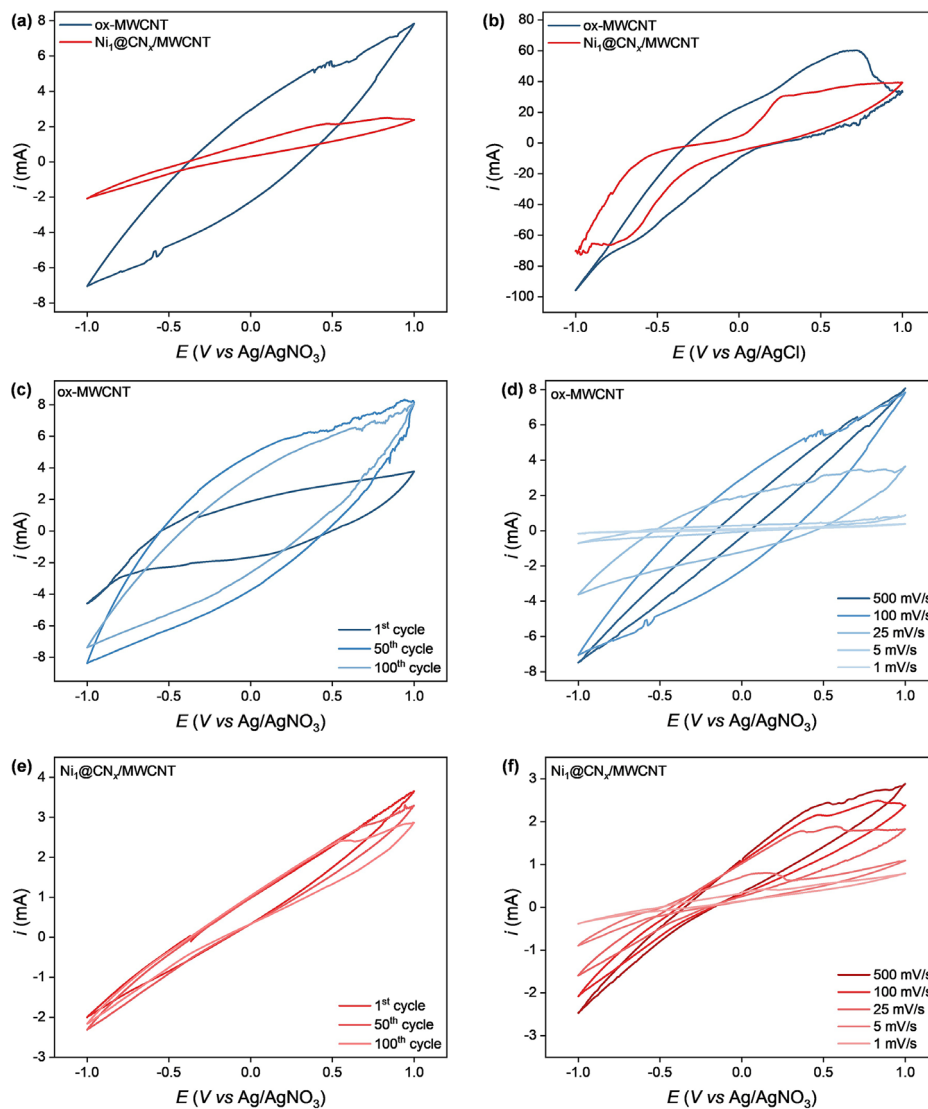 (a)
ox-MWCNT
Ni₁@CNₓ/MWCNT
8
6
4
2
0
-2
-4
-6
-8
i (mA)
-1.0 -0.5 0.0 0.5 1.0
E (V vs Ag/AgNO₃)
(b)
ox-MWCNT
Ni₁@CNₓ/MWCNT
80
60
40
20
0
-20
-40
-60
-80
-100
i (mA)
-1.0 -0.5 0.0 0.5 1.0
E (V vs Ag/AgCl)
(c)
ox-MWCNT
8
6
4
2
0
-2
-4
-6
-8
i (mA)
1ˢᵗ cycle
50ᵗʰ cycle
100ᵗʰ cycle
-1.0 -0.5 0.0 0.5 1.0
E (V vs Ag/AgNO₃)
(d)
ox-MWCNT
8
6
4
2
0
-2
-4
-6
-8
i (mA)
500 mV/s
100 mV/s
25 mV/s
5 mV/s
1 mV/s
-1.0 -0.5 0.0 0.5 1.0
E (V vs Ag/AgNO₃)
(e)
Ni₁@CNₓ/MWCNT
4
3
2
1
0
-1
-2
-3
i (mA)
1ˢᵗ cycle
50ᵗʰ cycle
100ᵗʰ cycle
-1.0 -0.5 0.0 0.5 1.0
E (V vs Ag/AgNO₃)
(f)
Ni₁@CNₓ/MWCNT
3
2
1
0
-1
-2
-3
i (mA)
500 mV/s
100 mV/s
25 mV/s
5 mV/s
1 mV/s
-1.0 -0.5 0.0 0.5 1.0
E (V vs Ag/AgNO₃)